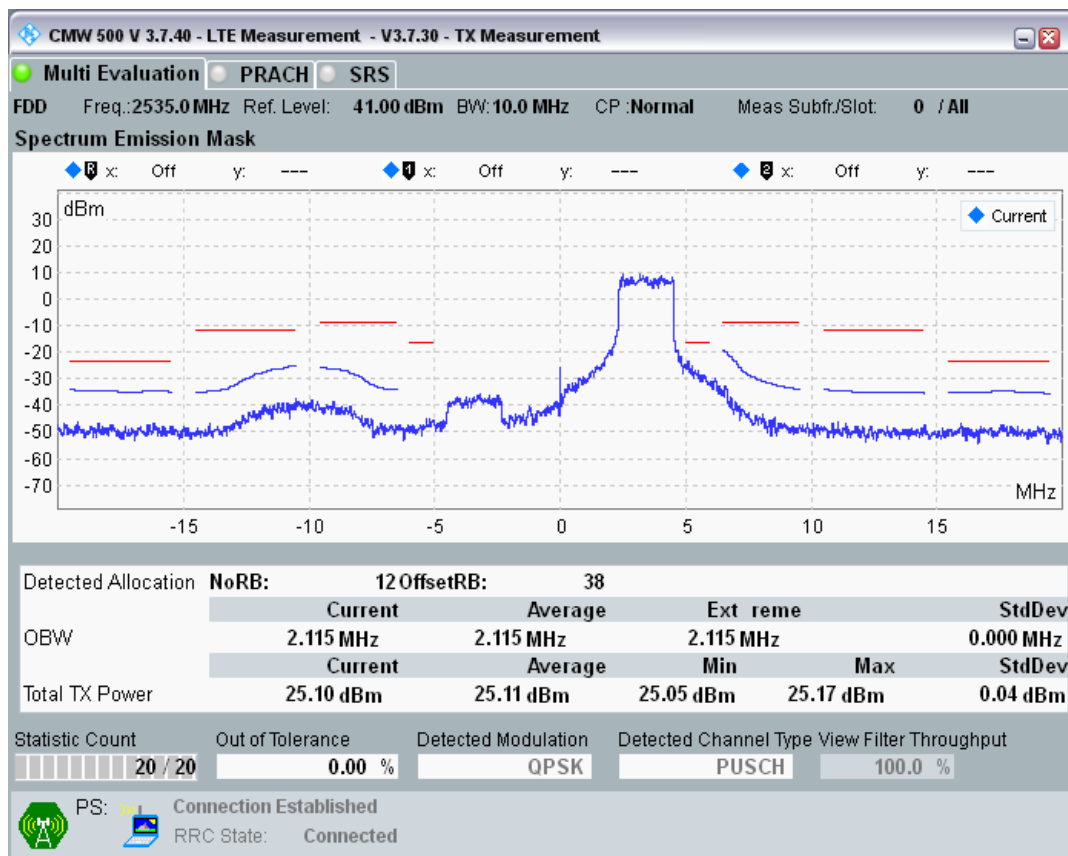 CMW 500 V 3.7.40 - LTE Measurement - V3.7.30 - TX Measurement
Multi Evaluation PRACH SRS
FDD Freg.:2535.0 MHz Ref. Level: 41.00 dBm BW: 10.0 MHz CP :Normal Meas Subfr./Slot: 0 / All
Spectrum Emission Mask
R x: Off y: --- 1 x: Off y: --- 2 x: Off y: ---
dBm
Current
30
20
10
0
-10
-20
-30
-40
-50
-60
-70
MHz
-15 -10 -5 0 5 10 15
Detected Allocation NoRB: 12 OffsetRB: 38
Current Average Ext reme StdDev
OBW 2.115 MHz 2.115 MHz 2.115 MHz 0.000 MHz
Current Average Min Max StdDev
Total TX Power 25.10 dBm 25.11 dBm 25.05 dBm 25.17 dBm 0.04 dBm
Statistic Count Out of Tolerance Detected Modulation Detected Channel Type View Filter Throughput
20 / 20 0.00 % QPSK PUSCH 100.0 %
PS: Connection Established
RRC State: Connected